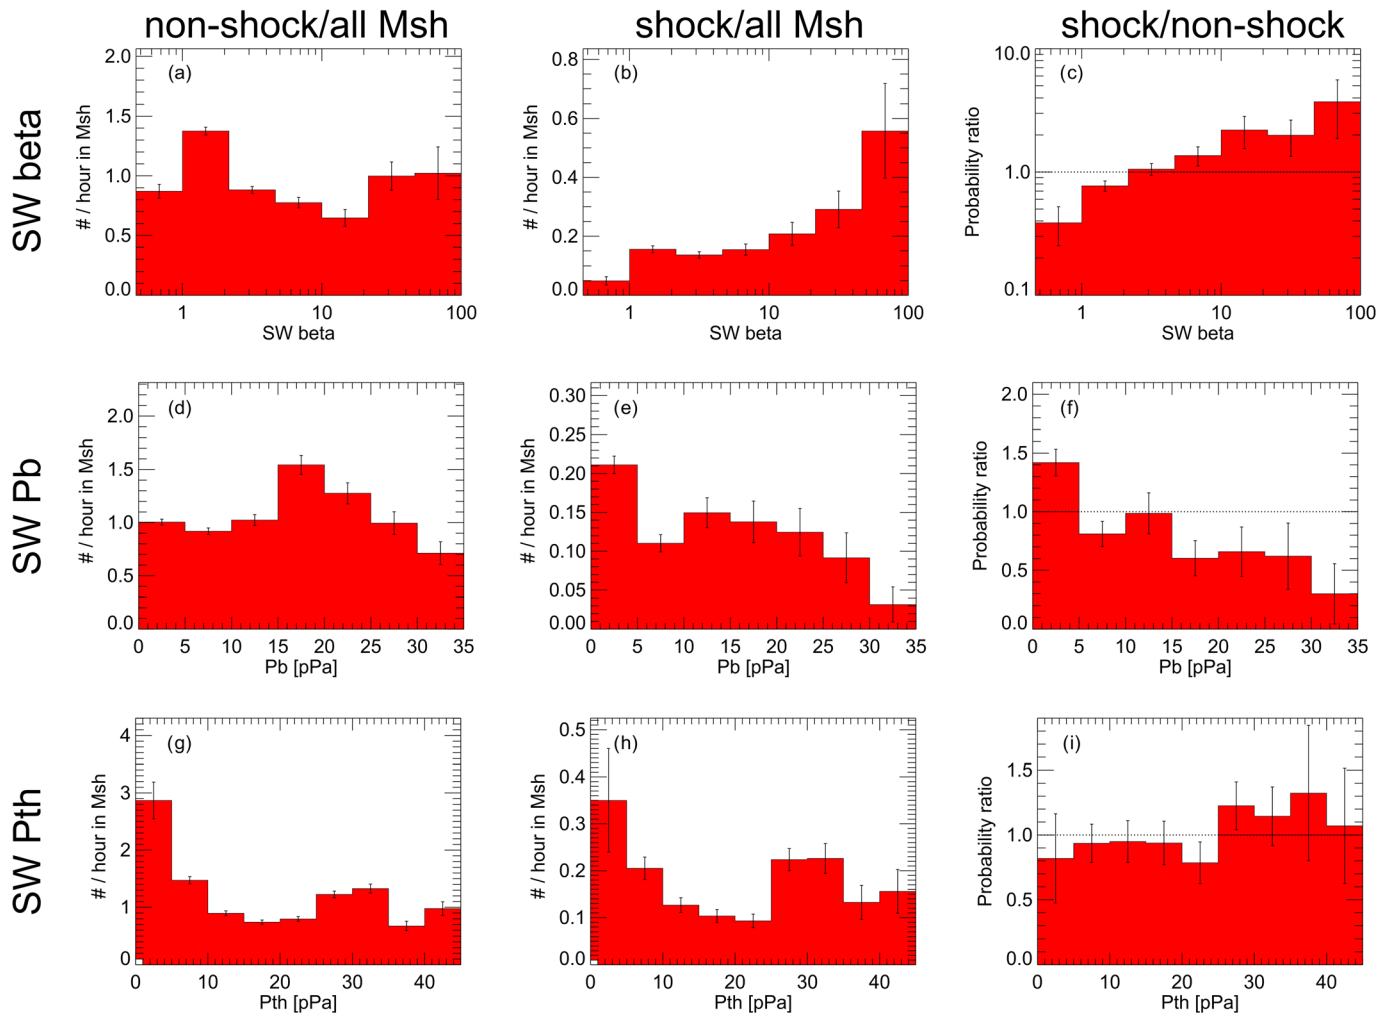 non-shock/all Msh shock/all Msh shock/non-shock
SW beta
(a)
# / hour in Msh
2.0
1.5
1.0
0.5
0.0
1 10 100
SW beta
(b)
# / hour in Msh
0.8
0.6
0.4
0.2
0.0
1 10 100
SW beta
(c)
Probability ratio
10.0
1.0
0.1
1 10 100
SW beta
SW Pb
(d)
# / hour in Msh
2.0
1.5
1.0
0.5
0.0
0 5 10 15 20 25 30 35
Pb [pPa]
(e)
# / hour in Msh
0.30
0.25
0.20
0.15
0.10
0.05
0.00
0 5 10 15 20 25 30 35
Pb [pPa]
(f)
Probability ratio
2.0
1.5
1.0
0.5
0.0
0 5 10 15 20 25 30 35
Pb [pPa]
SW Pth
(g)
# / hour in Msh
4
3
2
1
0
0 10 20 30 40
Pth [pPa]
(h)
# / hour in Msh
0.5
0.4
0.3
0.2
0.1
0.0
0 10 20 30 40
Pth [pPa]
(i)
Probability ratio
1.5
1.0
0.5
0.0
0 10 20 30 40
Pth [pPa]